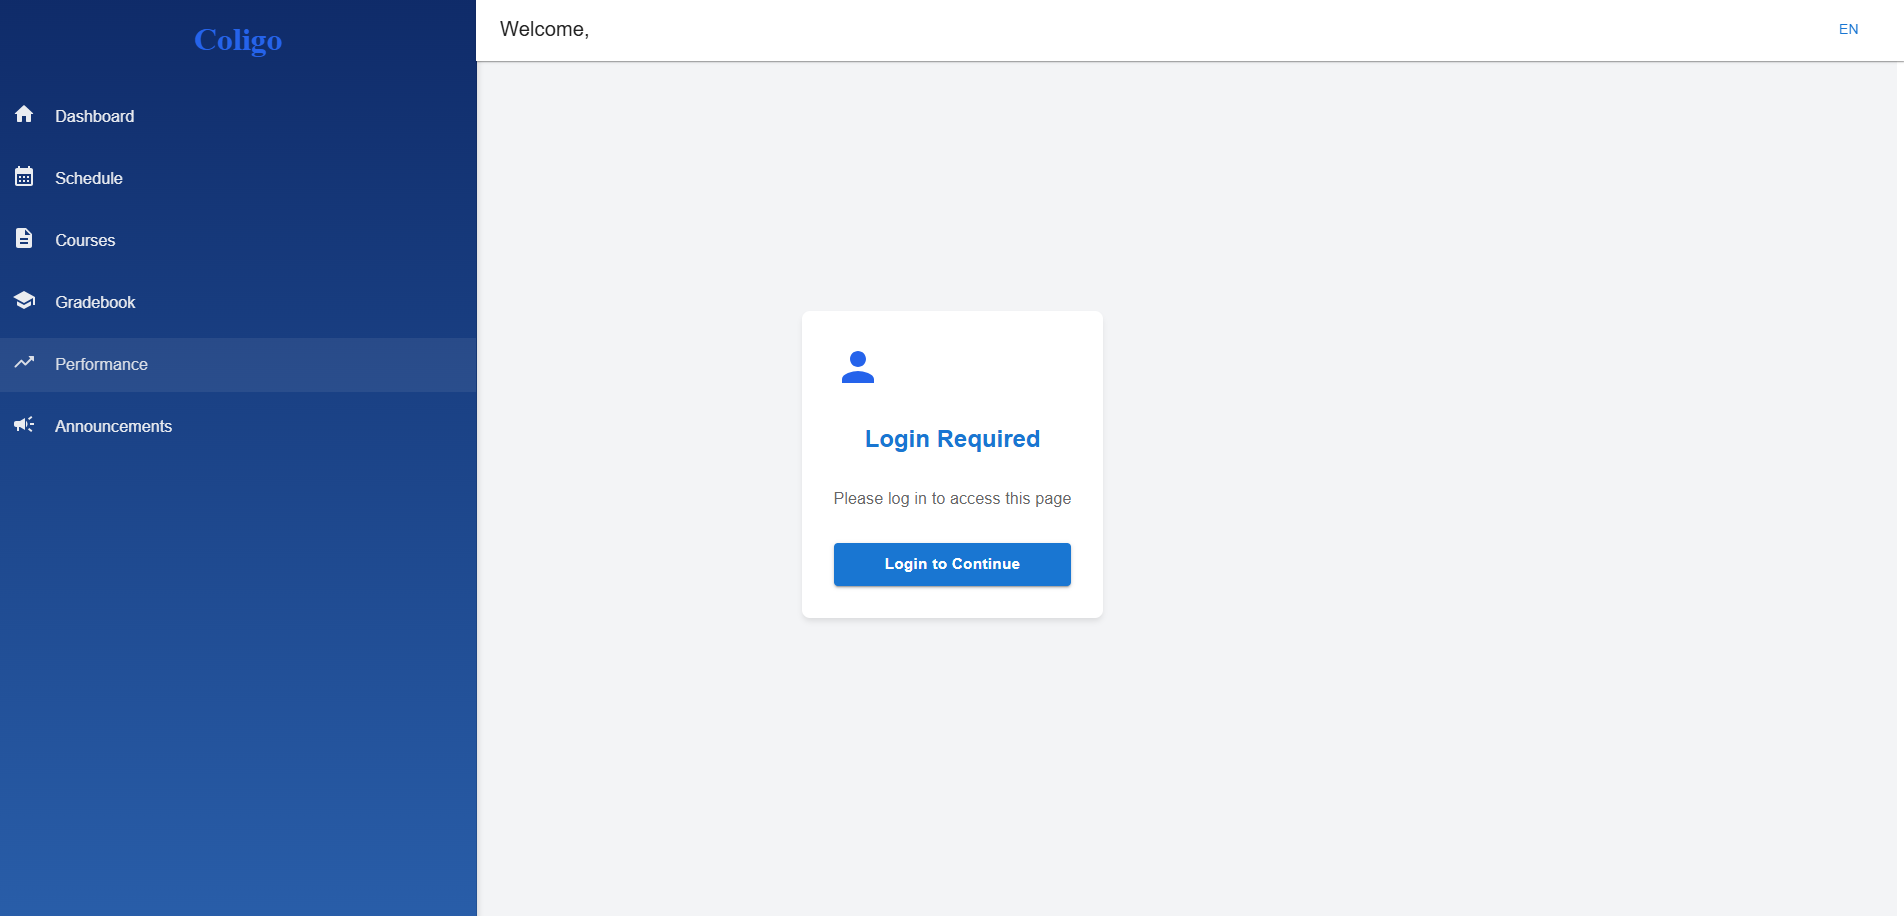 Coligo
Dashboard
Schedule
Courses
Gradebook
Performance
Announcements
Welcome,
EN
Login Required
Please log in to access this page
Login to Continue